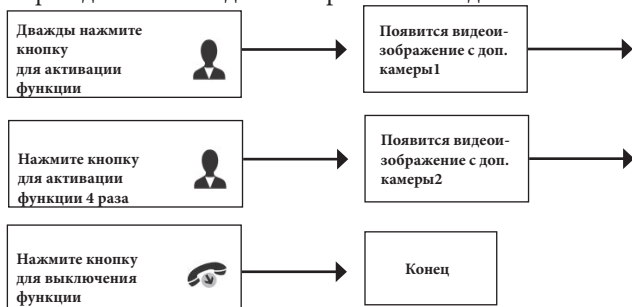 Дважды нажмите
кнопку
для активации
функции
Появится видеои-
зображение с доп.
камеры1
Нажмите кнопку
для активации
функции 4 раза
Появится видеои-
зображение с доп.
камеры2
Нажмите кнопку
для выключения
функции
Конец